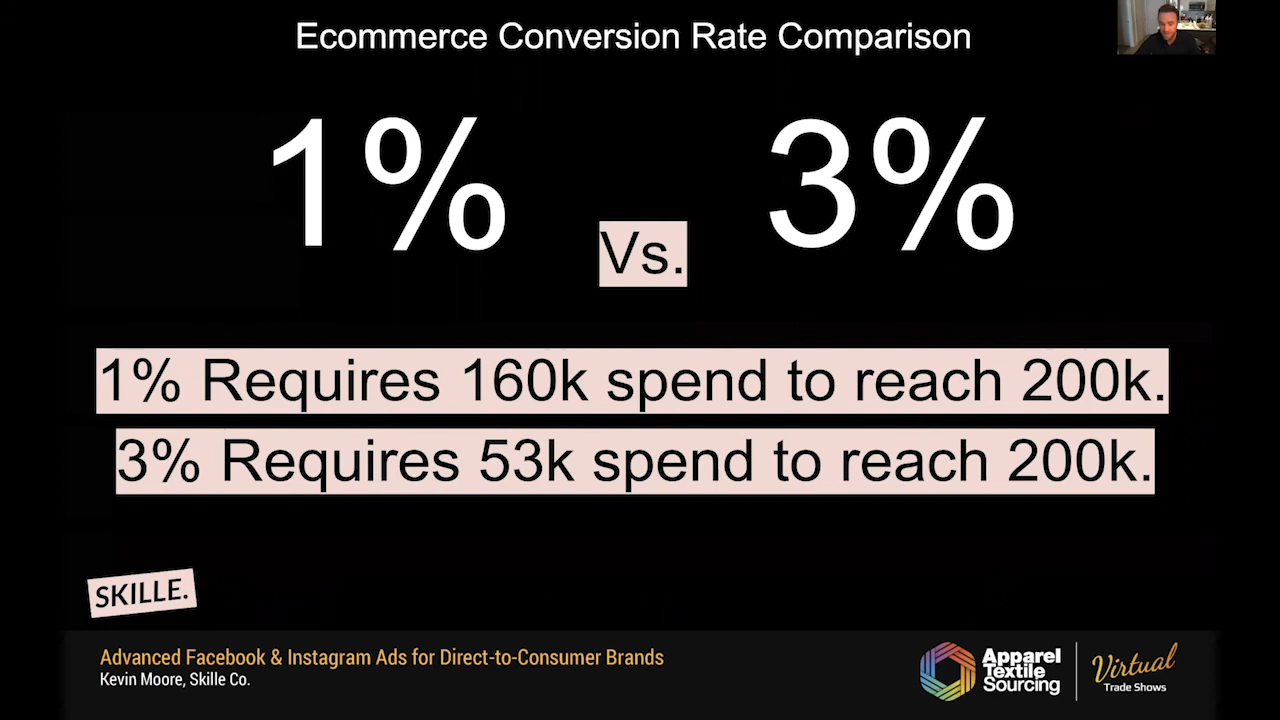 Ecommerce Conversion Rate Comparison
1%
Vs.
3%
1% Requires 160k spend to reach 200k.
3% Requires 53k spend to reach 200k.
SKILLE.
Advanced Facebook & Instagram Ads for Direct-to-Consumer Brands
Kevin Moore, Skille Co.
Apparel
Textile
Sourcing
Virtual
Trade Shows